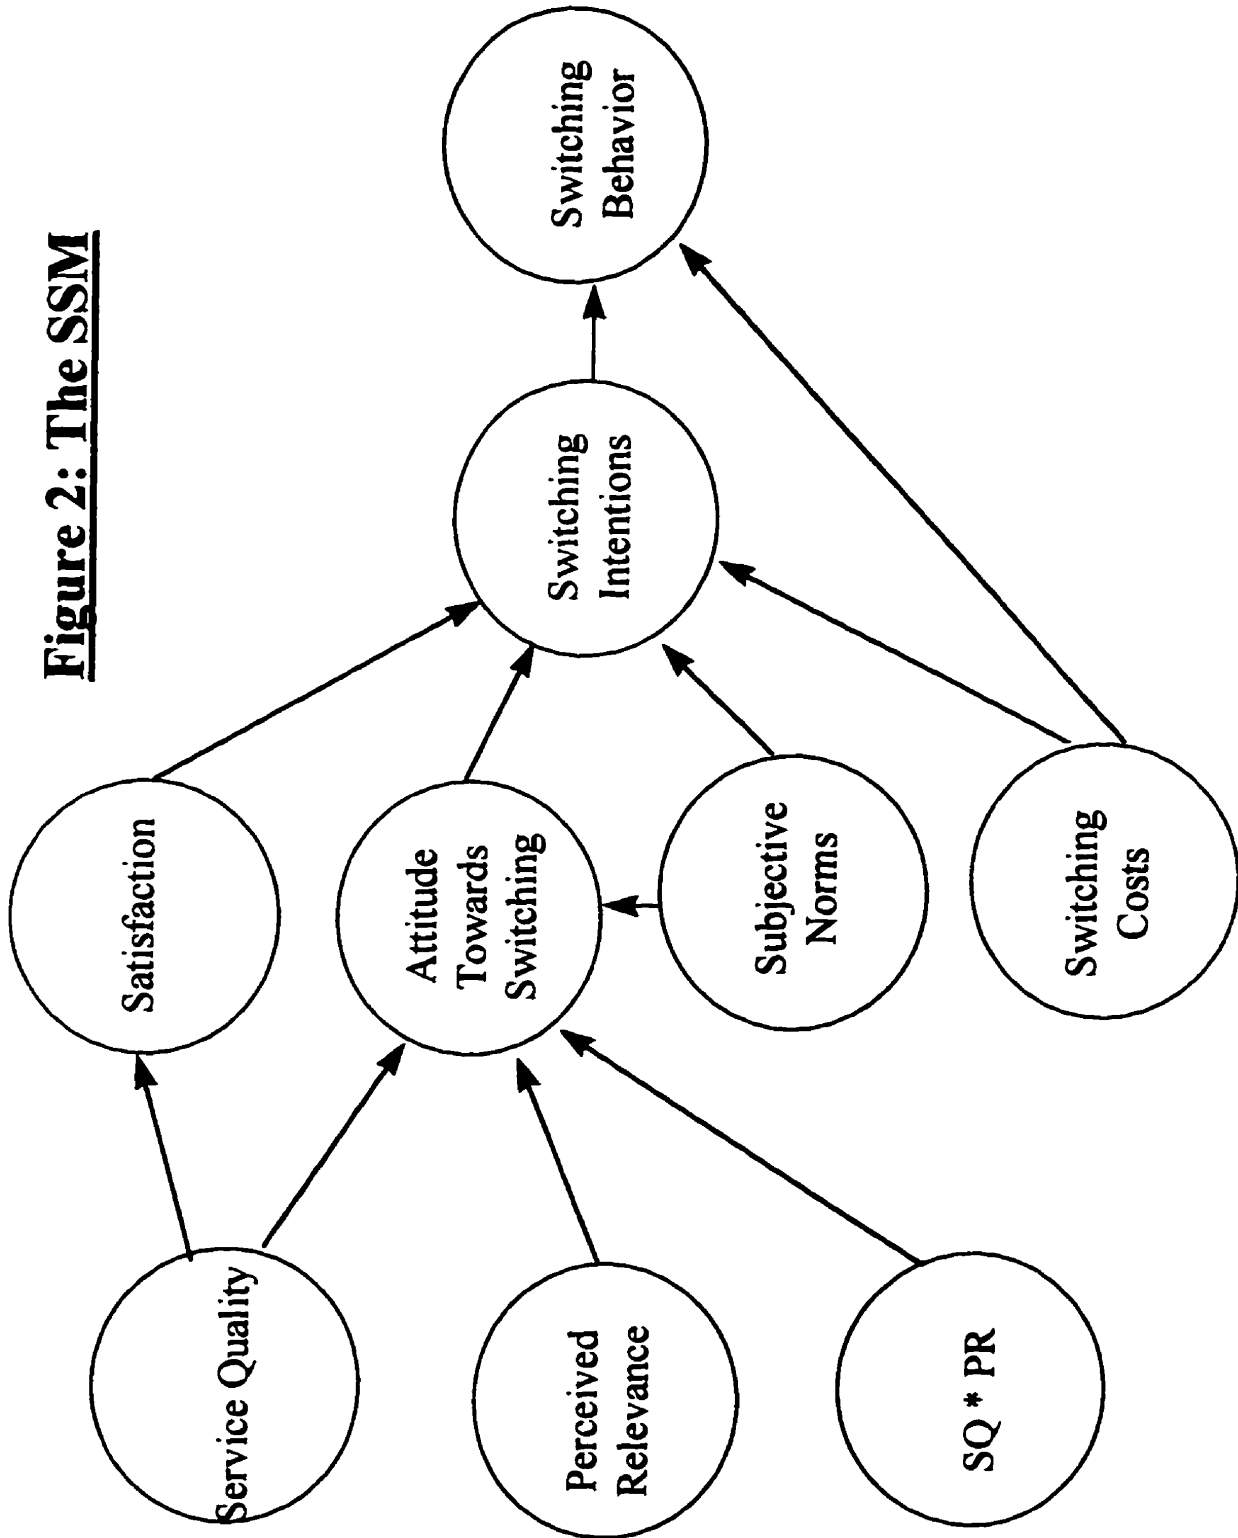 Figure 2: The SSM
Service Quality
Perceived
Relevance
SQ * PR
Satisfaction
Attitude
Towards
Switching
Subjective
Norms
Switching
Costs
Switching
Intentions
Switching
Behavior